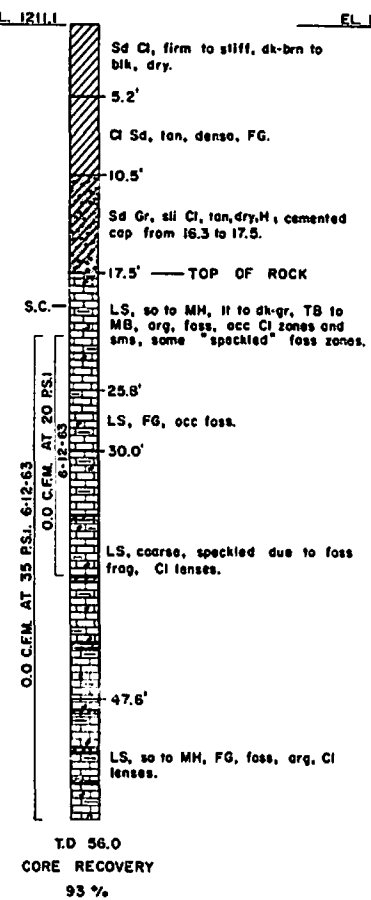 EL. 1211.1
EL
Sd Cl, firm to stiff, dk-brn to
blk, dry.
5.2'
Cl Sd, tan, dense, FG.
10.5'
Sd Gr, sli Cl, tan, dry, H, cemented
cap from 16.3 to 17.5.
17.5' — TOP OF ROCK
S.C.
LS, so to MH, lt to dk-gr, TB to
MB, arg, foss, occ Cl zones and
sms, some "speckled" foss zones.
25.8'
LS, FG, occ foss.
30.0'
0.0 C.F.M. AT 20 P.S.I.
6-12-63
0.0 C.F.M. AT 35 P.S.I. 6-12-63
LS, coarse, speckled due to foss
frag, Cl lenses.
47.6'
LS, so to MH, FG, foss, arg, Cl
lenses.
T.D 56.0
CORE RECOVERY
93 %